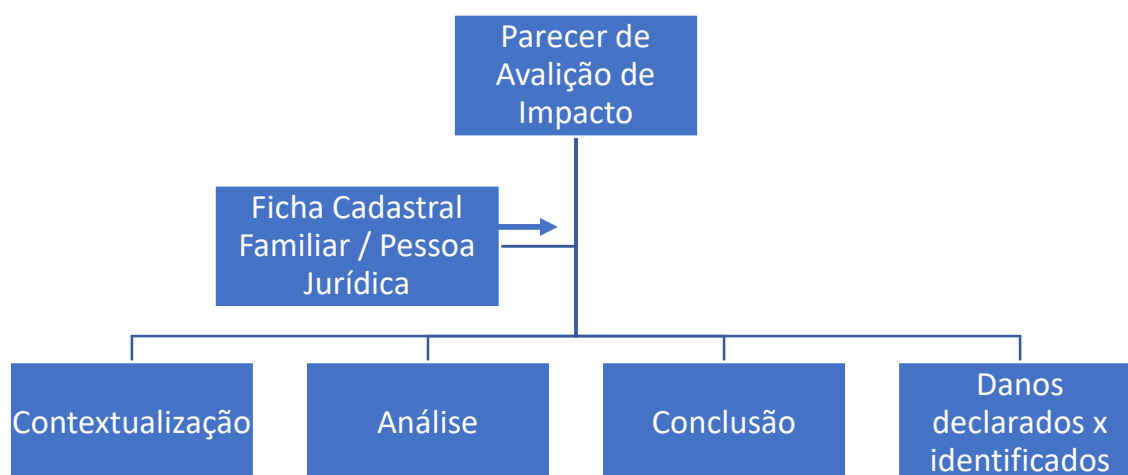 Parecer de
Avalição de
Impacto
Ficha Cadastral
Familiar / Pessoa
Jurídica
Contextualização
Análise
Conclusão
Danos
declarados x
identificados